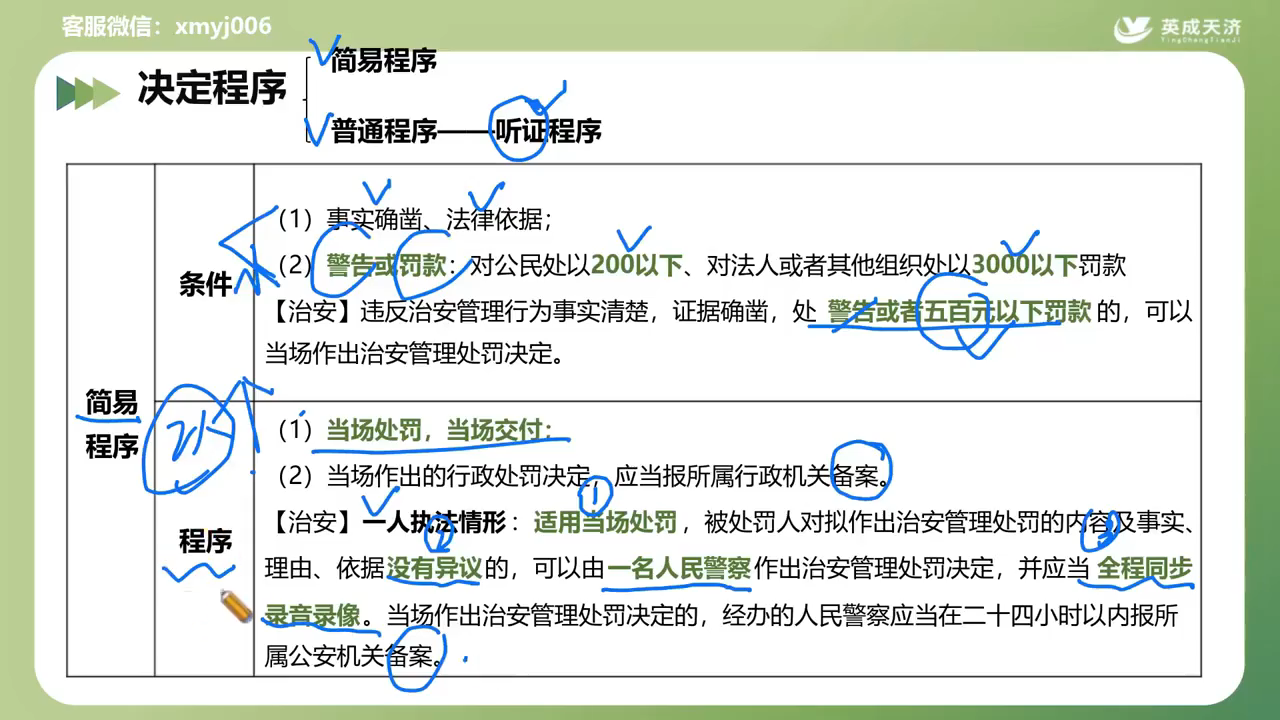 客服微信：xmyj006
英成天济
YingChengTianJi
决定程序
简易程序
普通程序——听证程序
简易
程序
条件
（1）事实确凿、法律依据；
（2）警告或罚款：对公民处以200以下、对法人或者其他组织处以3000以下罚款
【治安】违反治安管理行为事实清楚，证据确凿，处 警告或者五百元以下罚款 的，可以
当场作出治安管理处罚决定。
程序
（1）当场处罚，当场交付；
（2）当场作出的行政处罚决定，应当报所属行政机关备案。
【治安】一人执法情形：适用当场处罚，被处罚人对拟作出治安管理处罚的内容及事实、
理由、依据没有异议的，可以由一名人民警察作出治安管理处罚决定，并应当 全程同步
录音录像。当场作出治安管理处罚决定的，经办的人民警察应当在二十四小时以内报所
属公安机关备案。
①
②
③